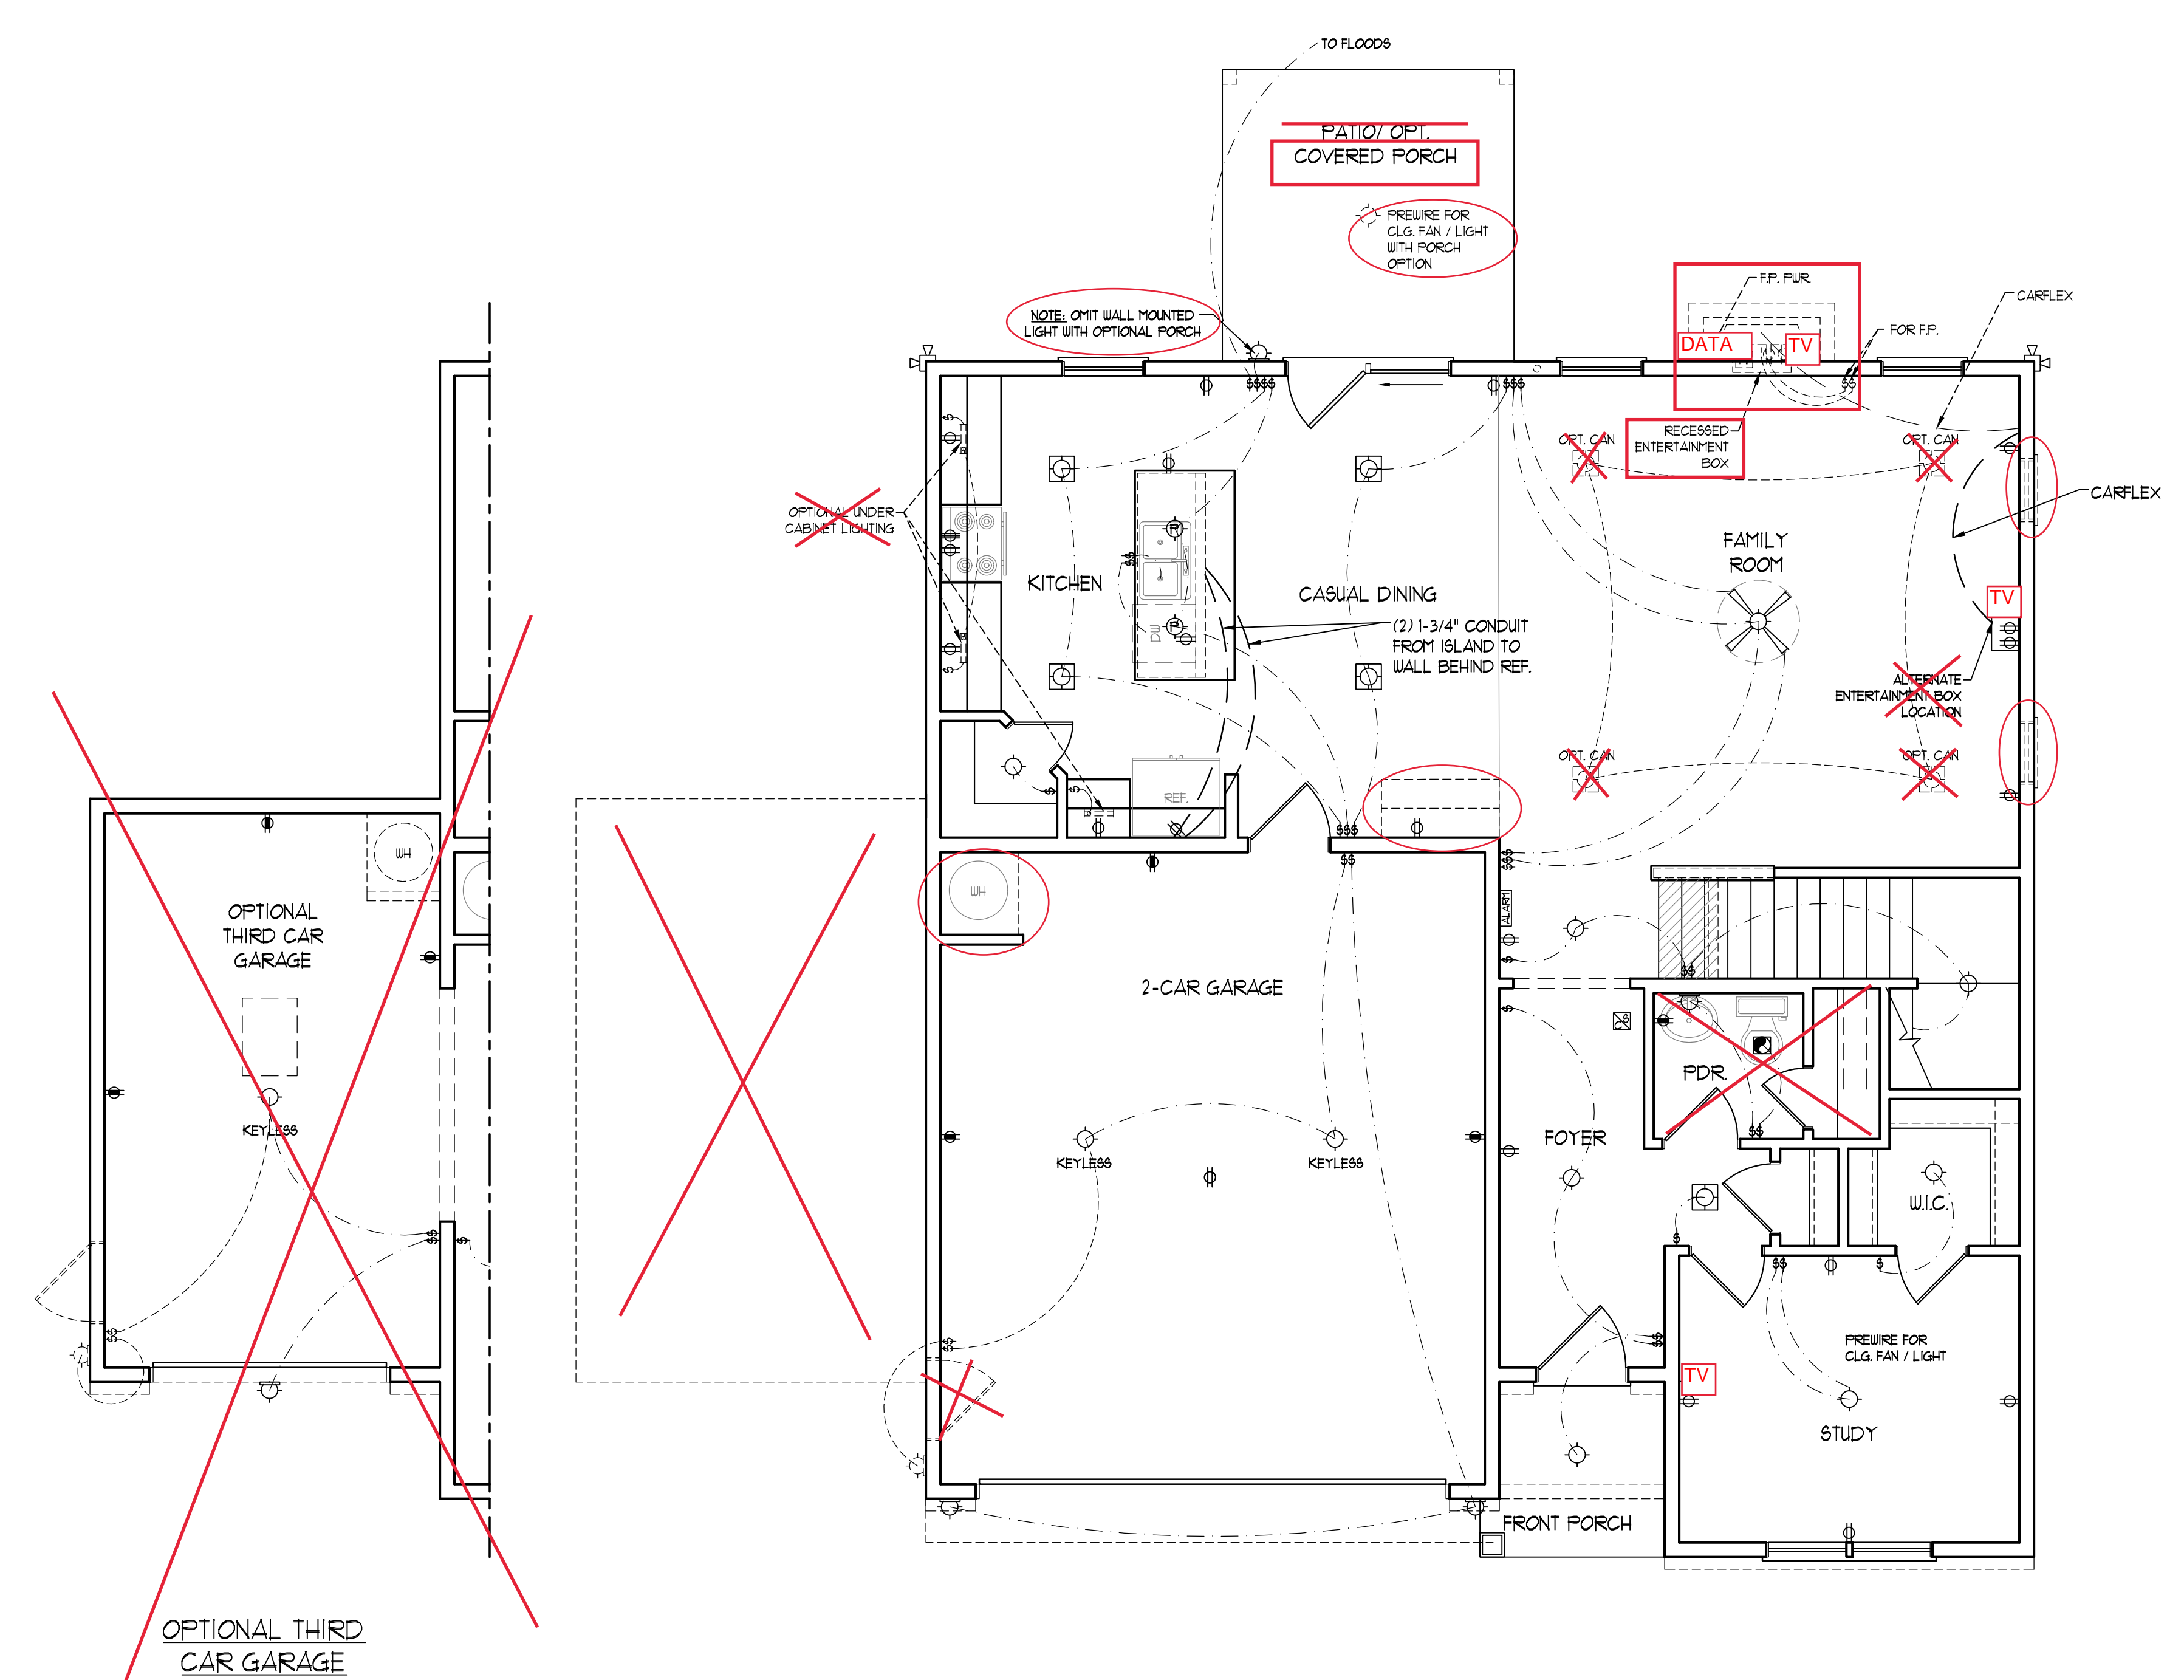 TO FLOODS
PATIO/ OPT.
COVERED PORCH
PREWIRE FOR
CLG. FAN / LIGHT
WITH PORCH
OPTION
F.P. PWR.
CARFLEX
NOTE: OMIT WALL MOUNTED
LIGHT WITH OPTIONAL PORCH
FOR F.P.
DATA
TV
$$$$
$$$
$$
RECESSED
ENTERTAINMENT
BOX
OPT. CAN
OPT. CAN
$
CARFLEX
OPTIONAL UNDER
CABINET LIGHTING
R
$$
FAMILY
ROOM
KITCHEN
CASUAL DINING
TV
P
DW
(2) 1-3/4" CONDUIT
FROM ISLAND TO
WALL BEHIND REF.
$
ALTERNATE
ENTERTAINMENT BOX
LOCATION
OPT. CAN
OPT. CAN
$
$
REF.
$$$
$$
$$$
WH
WH
ALARM
OPTIONAL
THIRD CAR
GARAGE
$
$$
2-CAR GARAGE
$
PDR.
KEYLESS
$$
FOYER
KEYLESS
KEYLESS
W.I.C.
$$
$
$
$$
$
$$
$$
$$
PREWIRE FOR
CLG. FAN / LIGHT
TV
STUDY
FRONT PORCH
OPTIONAL THIRD
CAR GARAGE